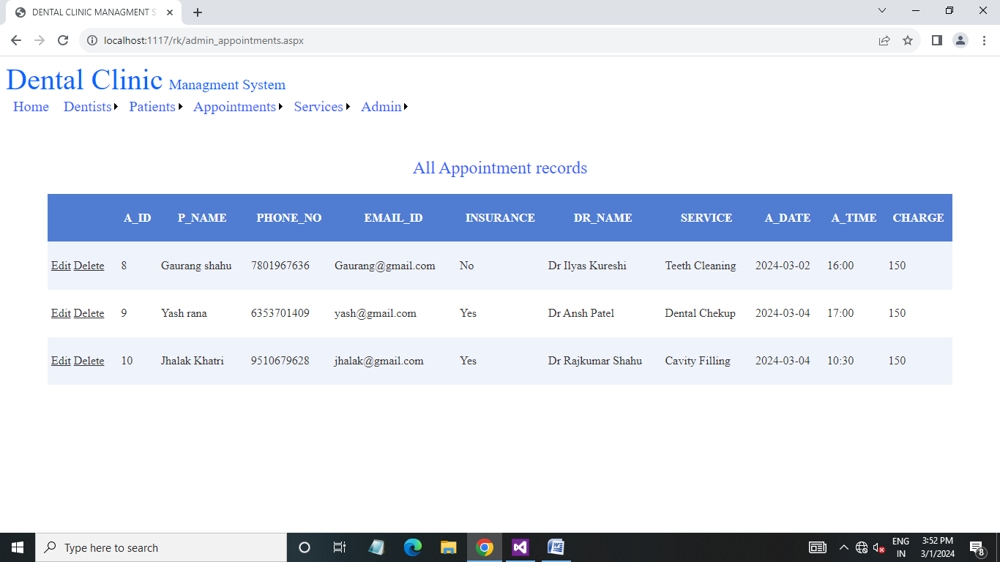 DENTAL CLINIC MANAGMENT S
localhost:1117/rk/admin_appointments.aspx
Dental Clinic Managment System
Home Dentists Patients Appointments Services Admin
All Appointment records
A_ID P_NAME PHONE_NO EMAIL_ID INSURANCE DR_NAME SERVICE A_DATE A_TIME CHARGE
Edit Delete 8 Gaurang shahu 7801967636 Gaurang@gmail.com No Dr Ilyas Kureshi Teeth Cleaning 2024-03-02 16:00 150
Edit Delete 9 Yash rana 6353701409 yash@gmail.com Yes Dr Ansh Patel Dental Chekup 2024-03-04 17:00 150
Edit Delete 10 Jhalak Khatri 9510679628 jhalak@gmail.com Yes Dr Rajkumar Shahu Cavity Filling 2024-03-04 10:30 150
Type here to search
ENG
IN
3:52 PM
3/1/2024
8